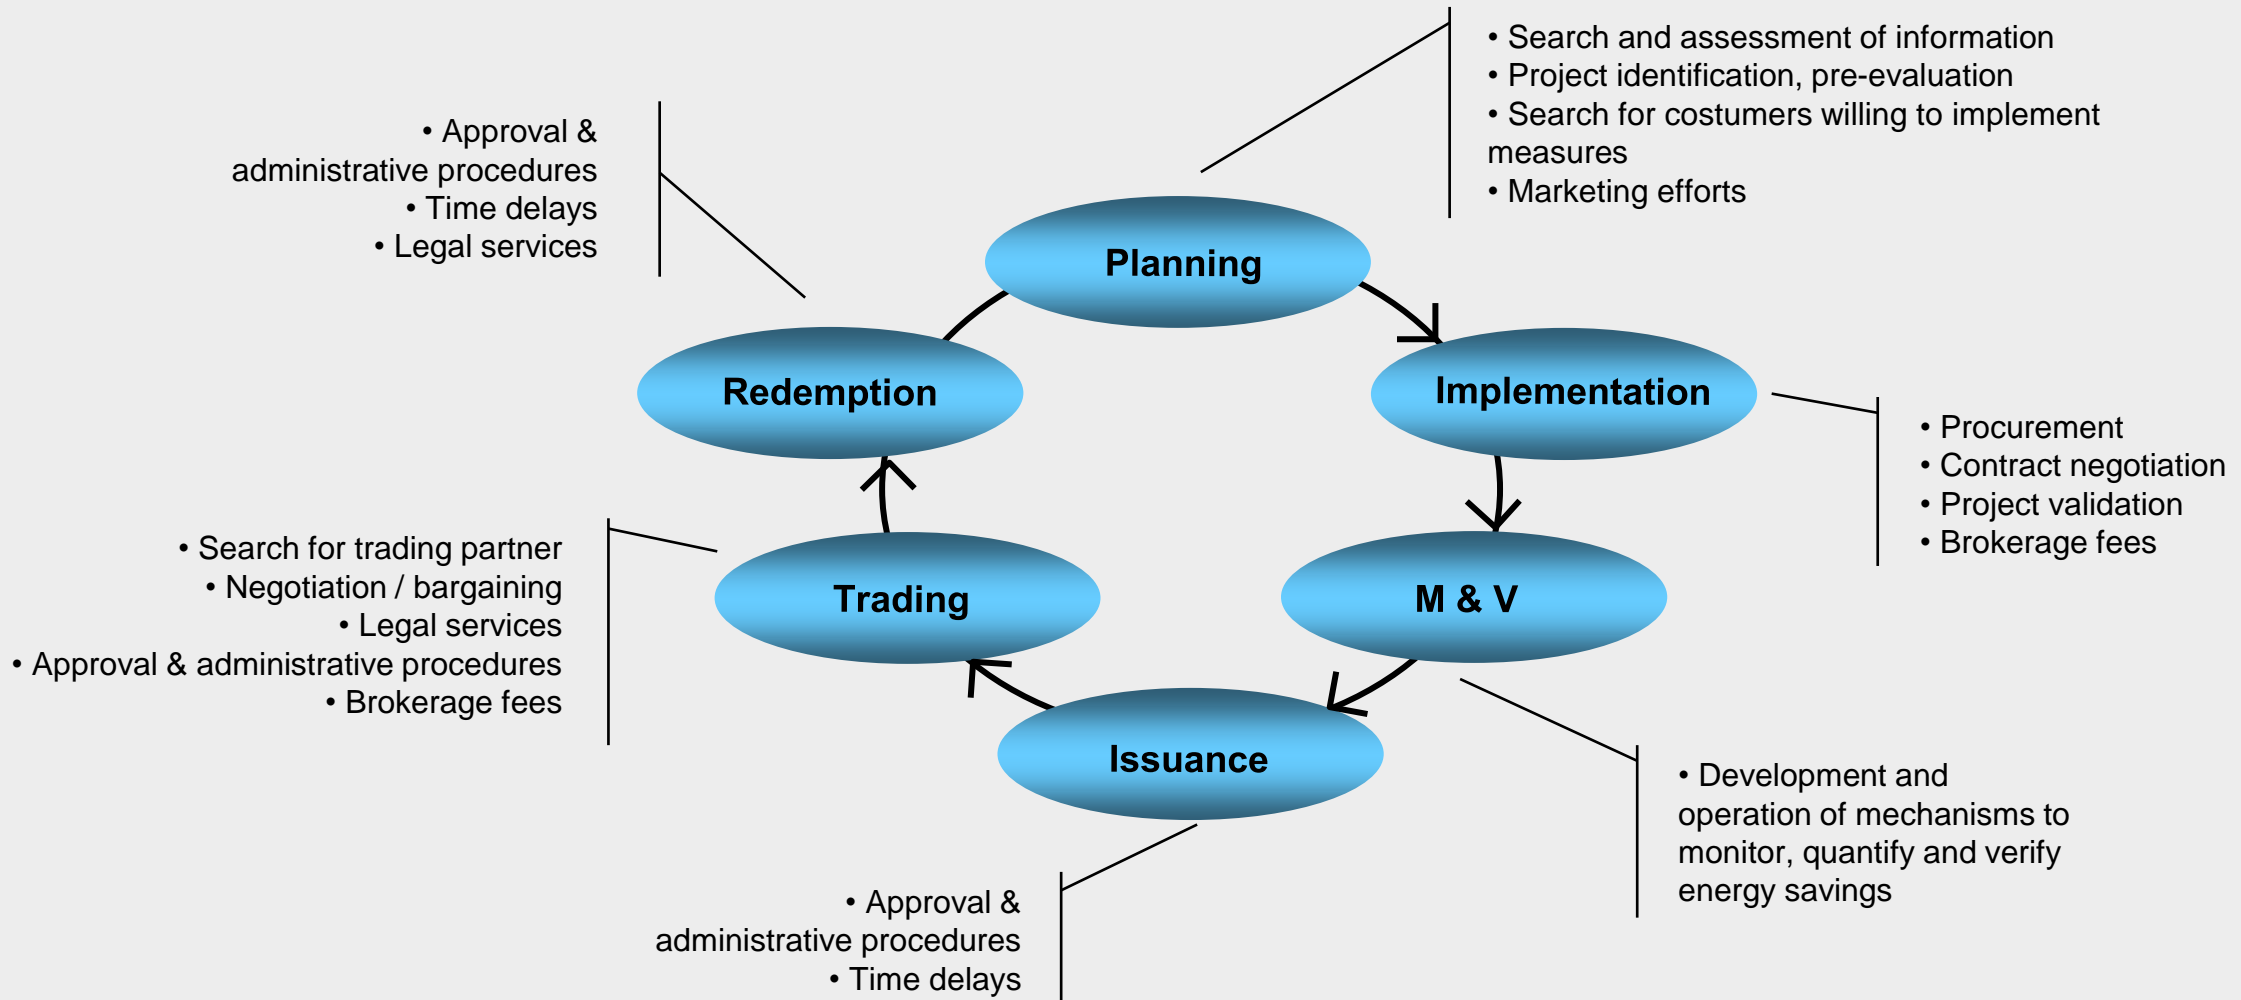 • Search and assessment of information
• Project identification, pre-evaluation
• Search for costumers willing to implement
measures
• Marketing efforts
• Approval &
administrative procedures
• Time delays
• Legal services
Planning
Redemption
Implementation
• Procurement
• Contract negotiation
• Project validation
• Brokerage fees
• Search for trading partner
• Negotiation / bargaining
• Legal services
• Approval & administrative procedures
• Brokerage fees
Trading
M & V
Issuance
• Development and
operation of mechanisms to
monitor, quantify and verify
energy savings
• Approval &
administrative procedures
• Time delays